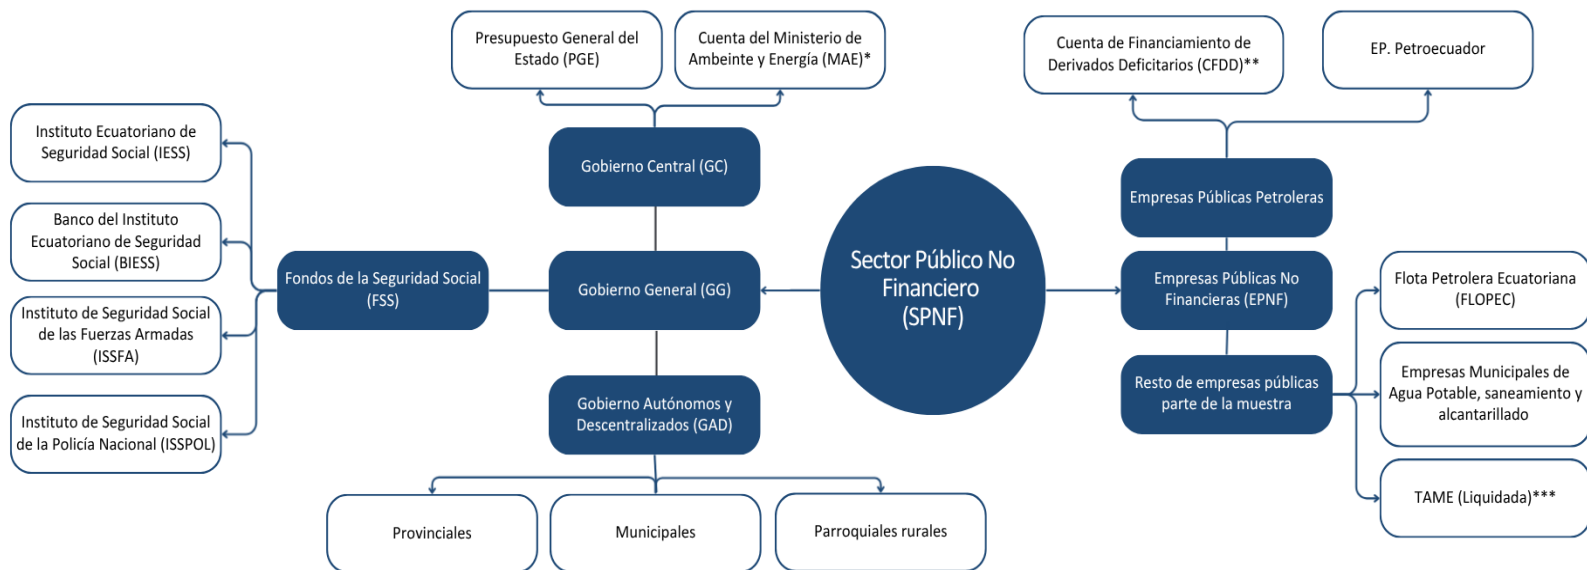 Presupuesto General del
Estado (PGE)
Cuenta del Ministerio de
Ambeinte y Energía (MAE)*
Cuenta de Financiamiento de
Derivados Deficitarios (CFDD)**
EP. Petroecuador
Instituto Ecuatoriano de
Seguridad Social (IESS)
Banco del Instituto
Ecuatoriano de Seguridad
Social (BIESS)
Instituto de Seguridad Social
de las Fuerzas Armadas
(ISSFA)
Instituto de Seguridad Social
de la Policía Nacional (ISSPOL)
Fondos de la Seguridad Social
(FSS)
Gobierno Central (GC)
Gobierno General (GG)
Gobierno Autónomos y
Descentralizados (GAD)
Provinciales
Municipales
Parroquiales rurales
Sector Público No
Financiero
(SPNF)
Empresas Públicas Petroleras
Empresas Públicas No
Financieras (EPNF)
Resto de empresas públicas
parte de la muestra
Flota Petrolera Ecuatoriana
(FLOPEC)
Empresas Municipales de
Agua Potable, saneamiento y
alcantarillado
TAME (Liquidada)***